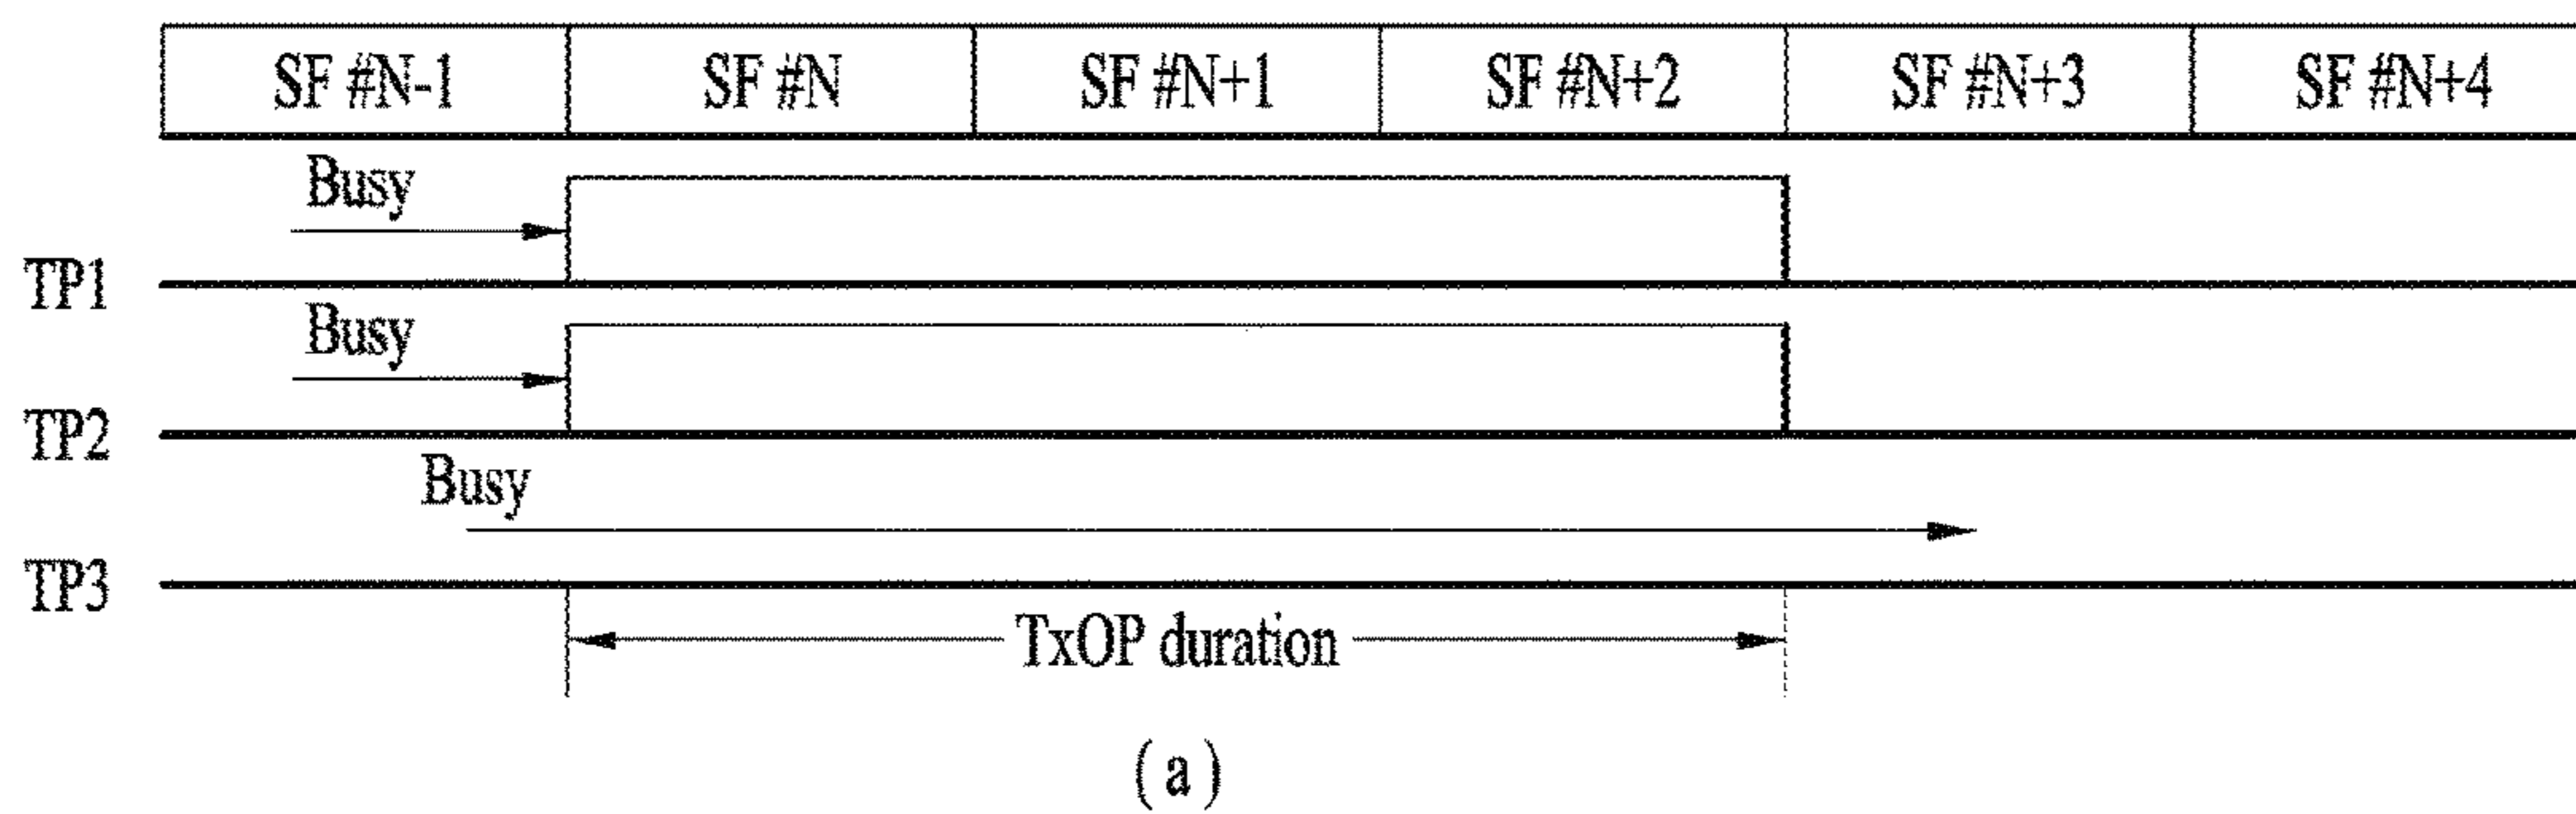 SF #N-1 SF #N SF #N+1 SF #N+2 SF #N+3 SF #N+4
Busy
TP1
Busy
TP2
Busy
TP3
TxOP duration
(a)